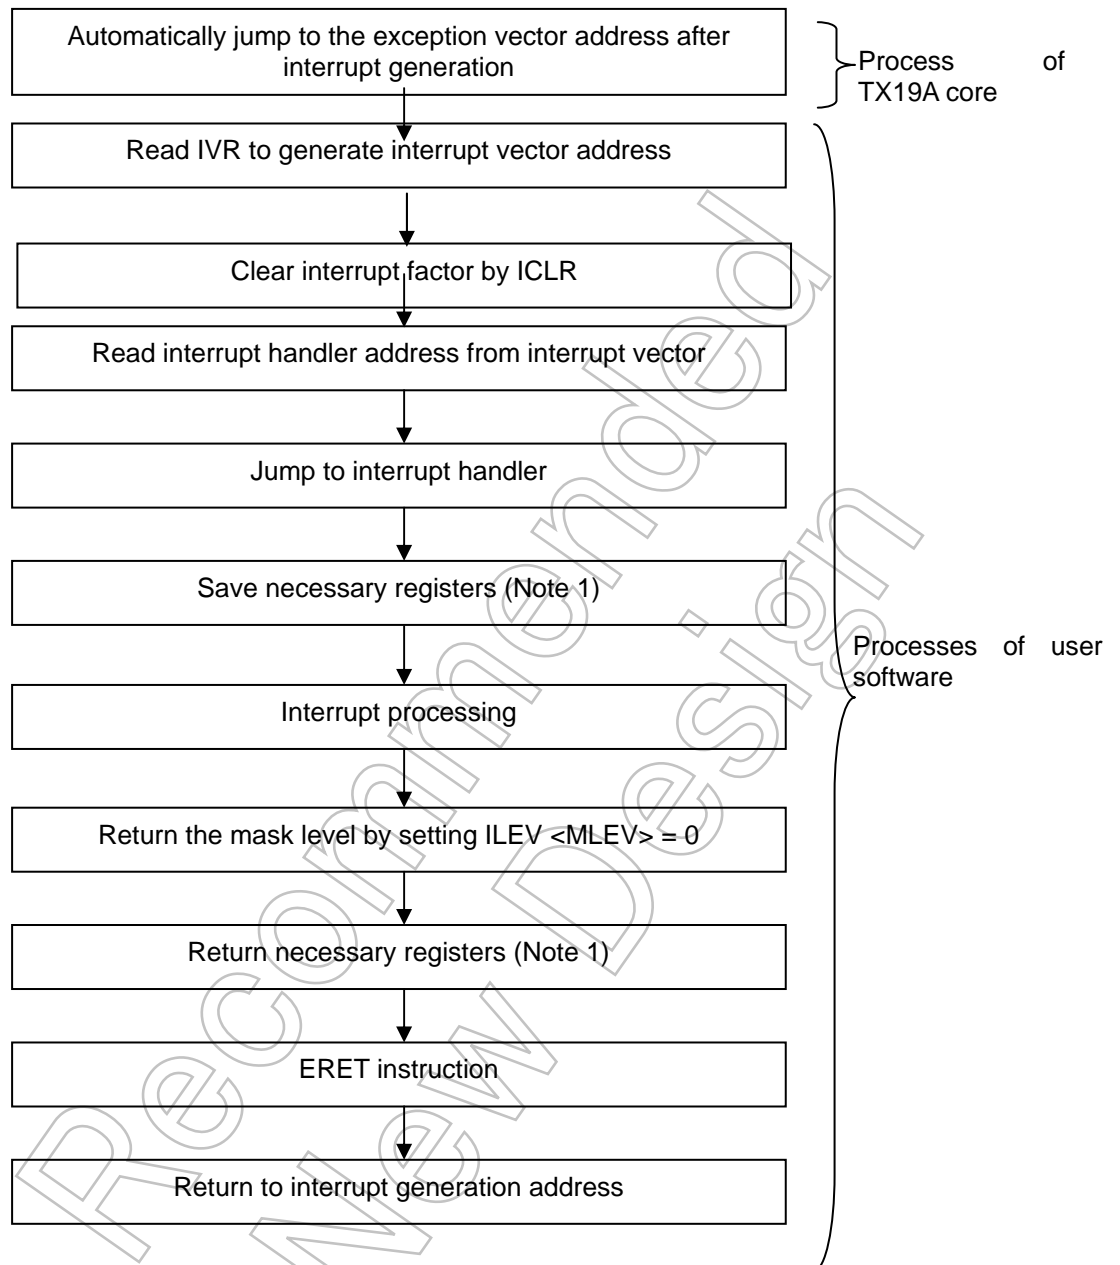 Automatically jump to the exception vector address after
interrupt generation
Process of
TX19A core
Read IVR to generate interrupt vector address
Clear interrupt factor by ICLR
Read interrupt handler address from interrupt vector
Jump to interrupt handler
Save necessary registers (Note 1)
Processes of user
software
Interrupt processing
Return the mask level by setting ILEV <MLEV> = 0
Return necessary registers (Note 1)
ERET instruction
Return to interrupt generation address
Recommended
New Design